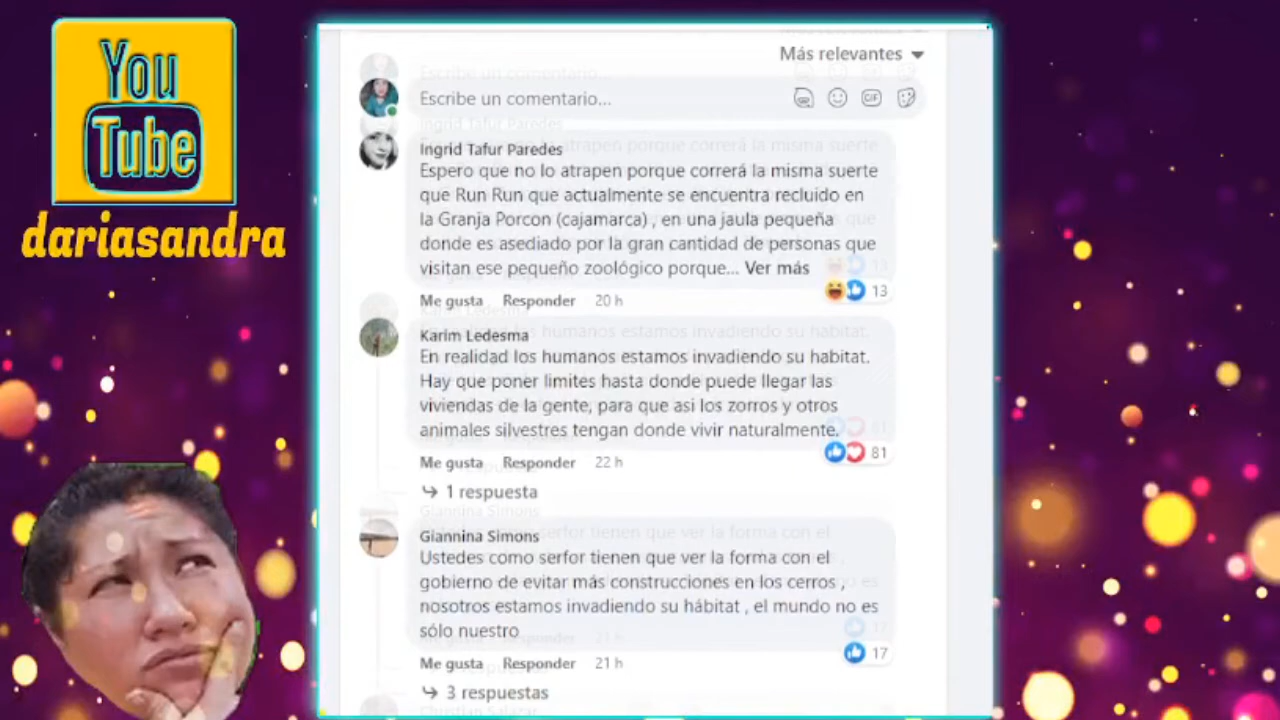 You
Tube
dariasandra
Más relevantes
Escribe un comentario...
GIF
Ingrid Tafur Paredes
Espero que no lo atrapen porque correrá la misma suerte
que Run Run que actualmente se encuentra recluido en
la Granja Porcon (cajamarca) , en una jaula pequeña
donde es asediado por la gran cantidad de personas que
visitan ese pequeño zoológico porque... Ver más
13
Me gusta Responder 20 h
Karim Ledesma
En realidad los humanos estamos invadiendo su habitat.
Hay que poner limites hasta donde puede llegar las
viviendas de la gente, para que asi los zorros y otros
animales silvestres tengan donde vivir naturalmente.
81
Me gusta Responder 22 h
1 respuesta
Giannina Simons
Ustedes como serfor tienen que ver la forma con el
gobierno de evitar más construcciones en los cerros ,
nosotros estamos invadiendo su hábitat , el mundo no es
sólo nuestro
17
Me gusta Responder 21 h
3 respuestas
Christian Salazar